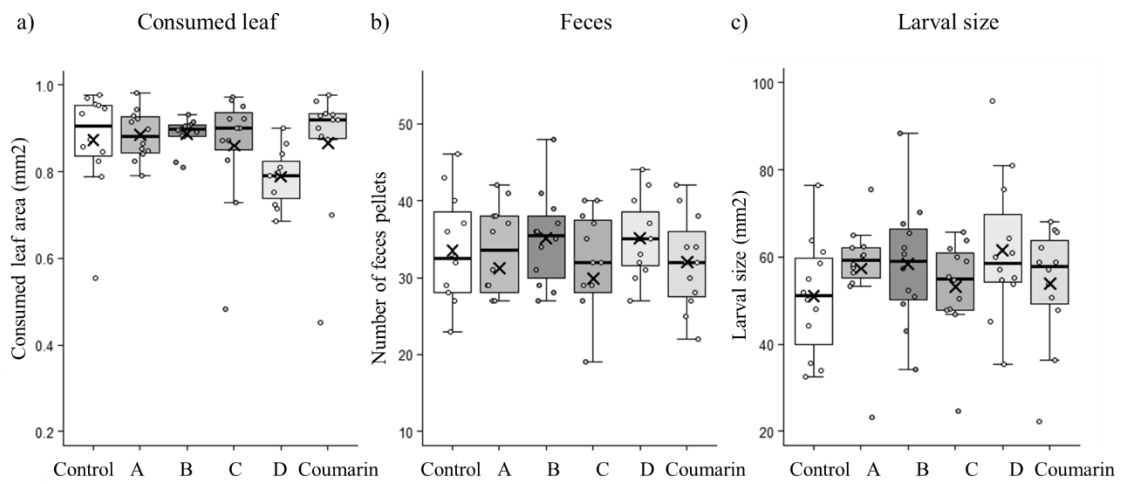 a) Consumed leaf
b) Feces
c) Larval size
Consumed leaf area (mm2)
1.0
0.8
0.6
0.4
0.2
Control A B C D Coumarin
Number of feces pellets
50
40
30
20
10
Control A B C D Coumarin
Larval size (mm2)
100
80
60
40
20
Control A B C D Coumarin